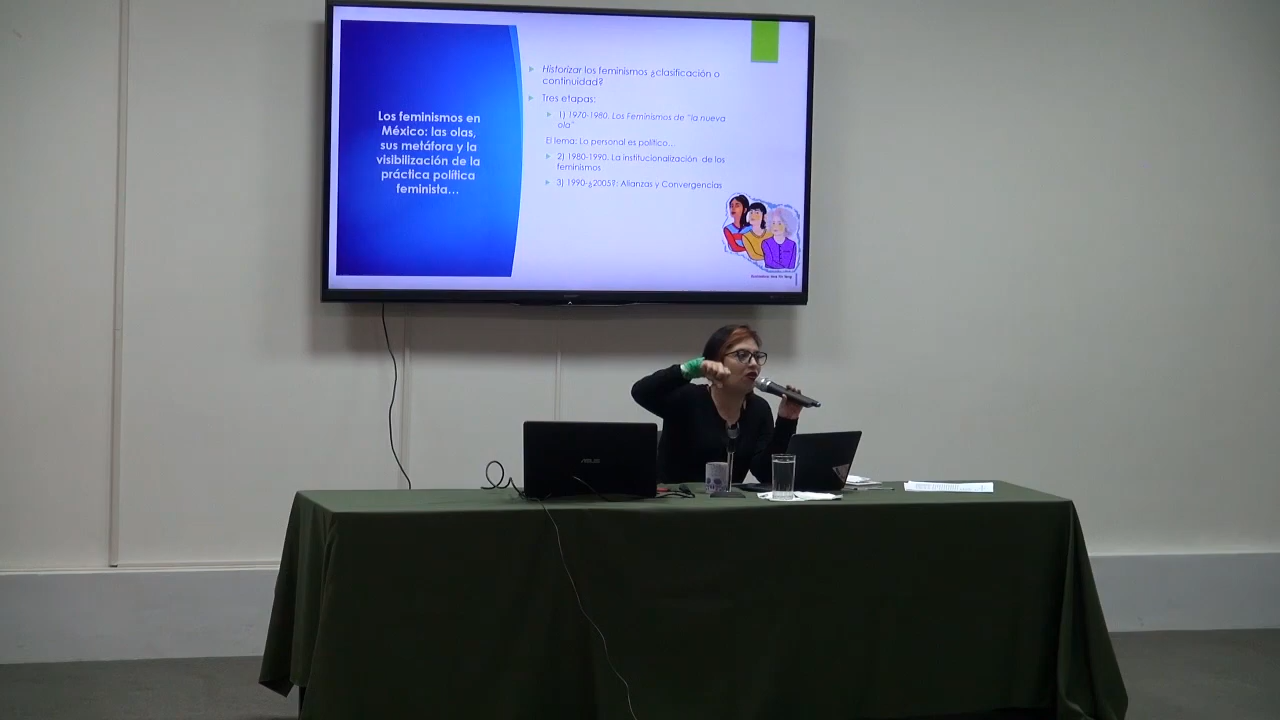 Los feminismos en
México: las olas,
sus metáfora y la
visibilización de la
práctica política
feminista…
Historizar los feminismos ¿clasificación o
continuidad?
Tres etapas:
1) 1970-1980. Los Feminismos de “la nueva
ola”
El lema: Lo personal es político…
2) 1980-1990. La institucionalización de los
feminismos
3) 1990-¿2005?: Alianzas y Convergencias
ASUS